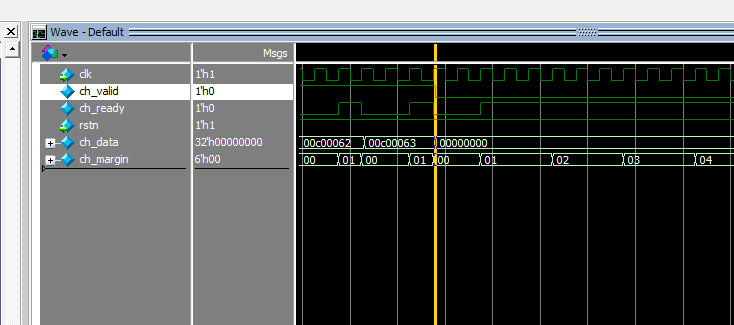 Wave - Default
Msgs
clk 1'h1
ch_valid 1'h0
ch_ready 1'h0
rstn 1'h1
ch_data 32'h00000000 00c00062 00c00063 00000000
ch_margin 6'h00 00 01 00 01 00 01 02 03 04